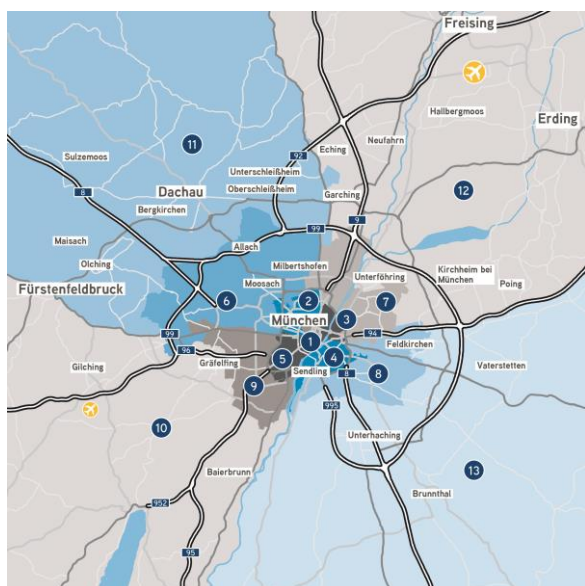 Freising
Hallbergmoos
Erding
11
Neufahrn
Eching
92
Sulzemoos
Unterschleißheim
12
8
Dachau
Oberschleißheim
Garching
Bergkirchen
9
99
Maisach
Allach
Olching
Milbertshofen
Kirchheim bei
München
Unterföhring
Moosach
Poing
Fürstenfeldbruck
6
2
7
München
3
99
94
Feldkirchen
96
1
Gilching
Gräfelfing
5
4
Vaterstetten
Sendling
8
8
9
995
10
Unterhaching
13
Baierbrunn
Brunnthal
952
95